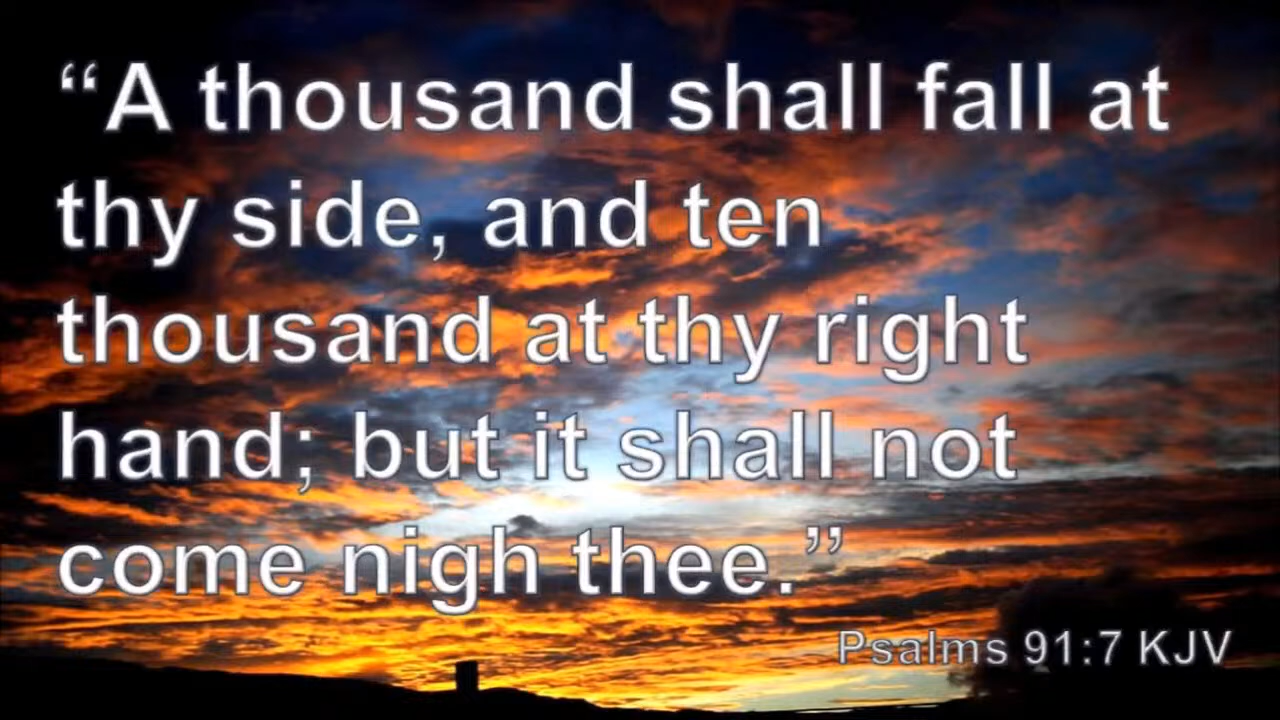 “A thousand shall fall at
thy side, and ten
thousand at thy right
hand; but it shall not
come nigh thee.”
Psalms 91:7 KJV